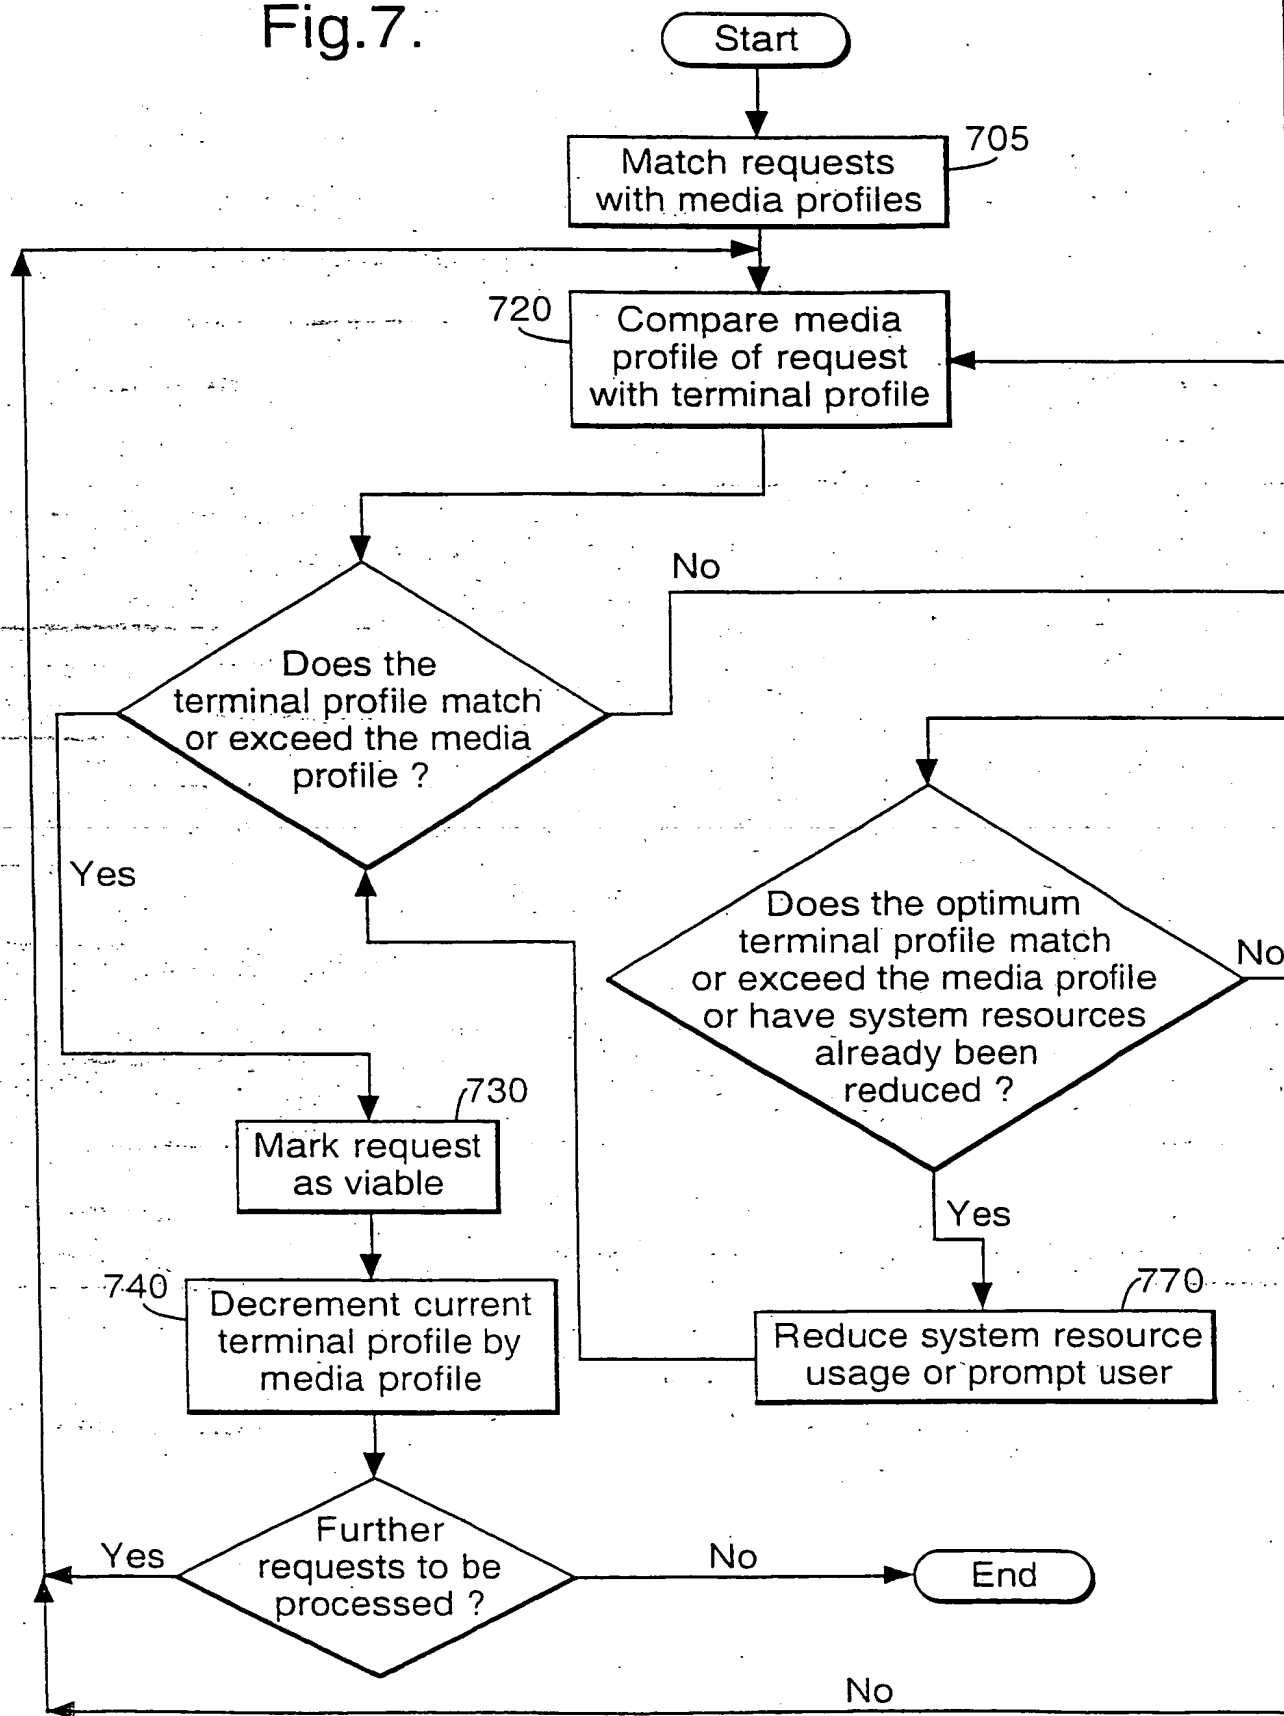 Fig.7.
Start
705
Match requests
with media profiles
720
Compare media
profile of request
with terminal profile
No
Does the
terminal profile match
or exceed the media
profile ?
Yes
Does the optimum
terminal profile match
or exceed the media profile
or have system resources
already been
reduced ?
No
730
Mark request
as viable
Yes
740
Decrement current
terminal profile by
media profile
770
Reduce system resource
usage or prompt user
Further
requests to be
processed ?
Yes
No
End
No